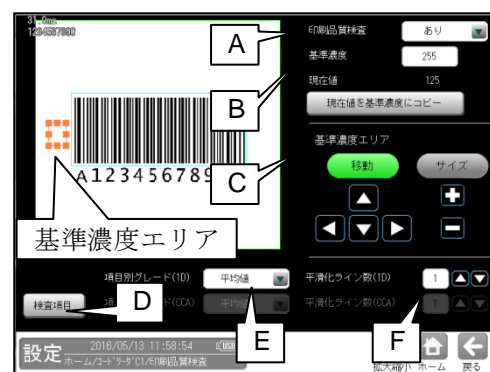 31.0ms
1234567890
A
印刷品質検査 あり
基準濃度 255
B
現在値 125
現在値を基準濃度にコピー
基準濃度エリア
C
移動 サイズ
A123456789
基準濃度エリア
項目別グレード(1D) 平均値
平滑化ライン数(1D) 1
検査項目
D
(CCA) 平均値
平滑化ライン数(CCA) 1
E
F
設定
2016/05/13 11:58:54 USB
ホーム/コードリーダC1/印刷品質検査
拡大縮小 ホーム 戻る